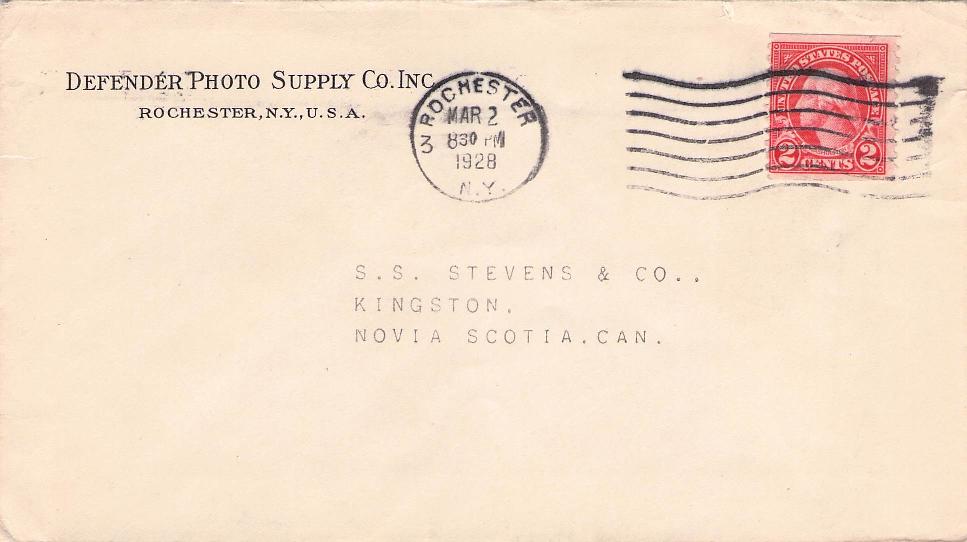 DEFENDER PHOTO SUPPLY CO. INC.
ROCHESTER, N.Y., U.S.A.
ROCHESTER
MAR 2
830 PM
1928
N.Y.
3
UNITED STATES POSTAGE
2 CENTS 2
S.S. STEVENS & CO.,
KINGSTON,
NOVIA SCOTIA, CAN.